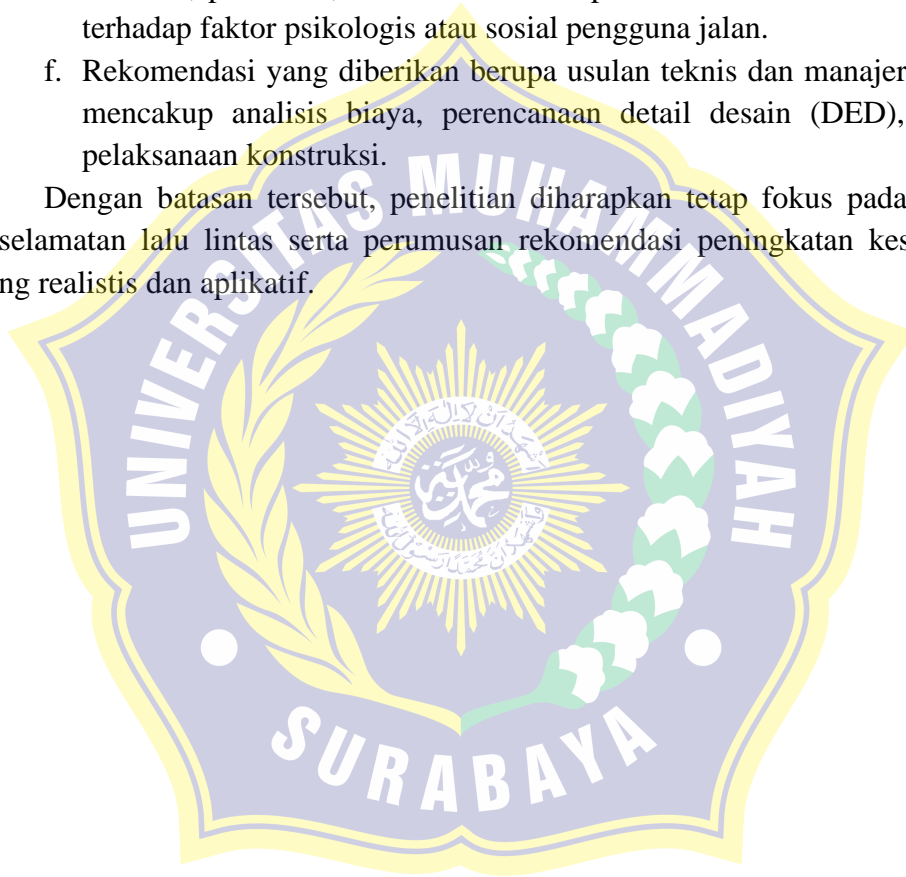 terhadap faktor psikologis atau sosial pengguna jalan.
f. Rekomendasi yang diberikan berupa usulan teknis dan manajer
mencakup analisis biaya, perencanaan detail desain (DED),
pelaksanaan konstruksi.
Dengan batasan tersebut, penelitian diharapkan tetap fokus pada
selamatan lalu lintas serta perumusan rekomendasi peningkatan kes
ng realistis dan aplikatif.
UNIVERSITAS MUHAMMADIYAH
محمد
SURABAYA